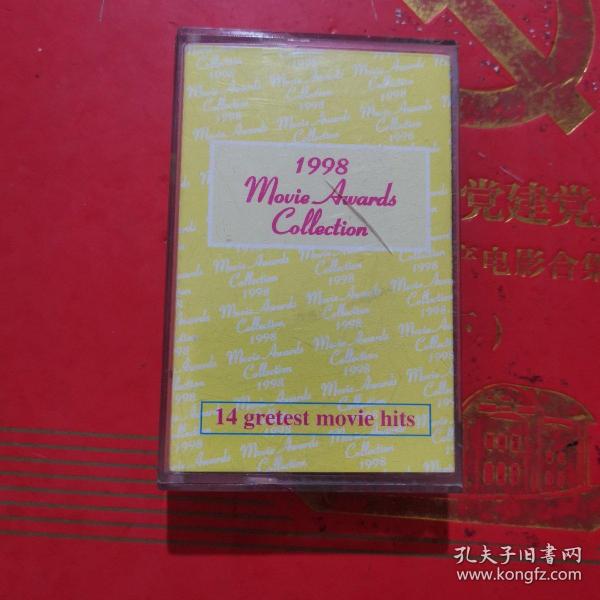 1998
Movie Awards
Collection
14 gretest movie hits
党建党
电影合集
孔夫子旧书网
www.kongfz.com